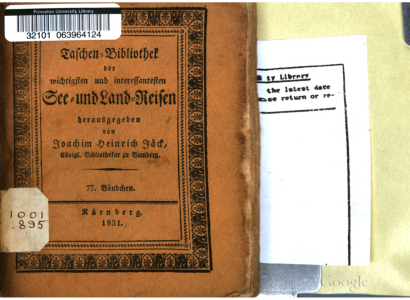 Princeton University Library
32101 063964124
Taschen-Bibliothek
der
wichtigsten und interessantesten
See- und Land-Reisen
herausgegeben
von
Joachim Heinrich Jäck,
Königl. Bibliothekar zu Bamberg.
77. Bändchen.
Nürnberg.
1831.
1001
.895
ty Library
the latest date
ase return or re-
Google